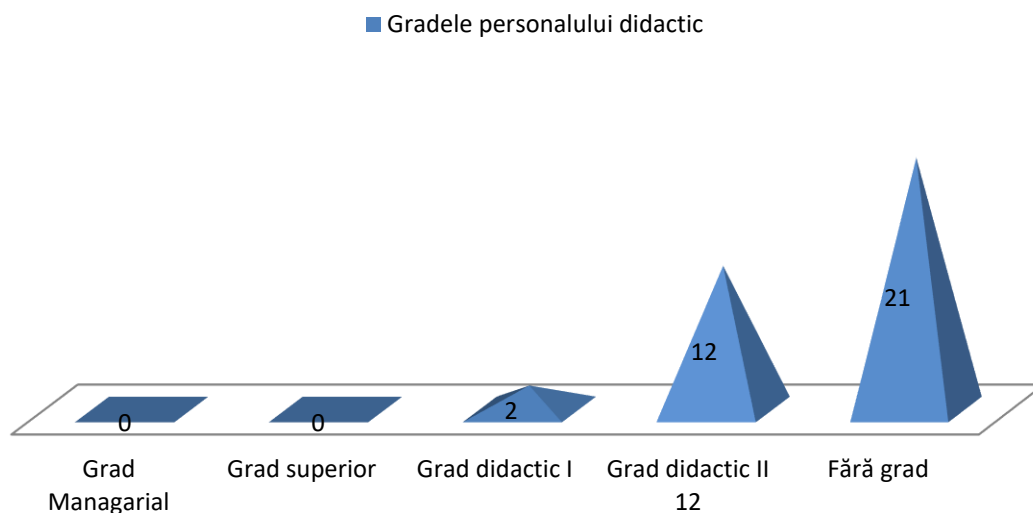 Gradele personalului didactic
0
0
2
12
21
Grad Managarial
Grad superior
Grad didactic I
Grad didactic II 12
Fără grad